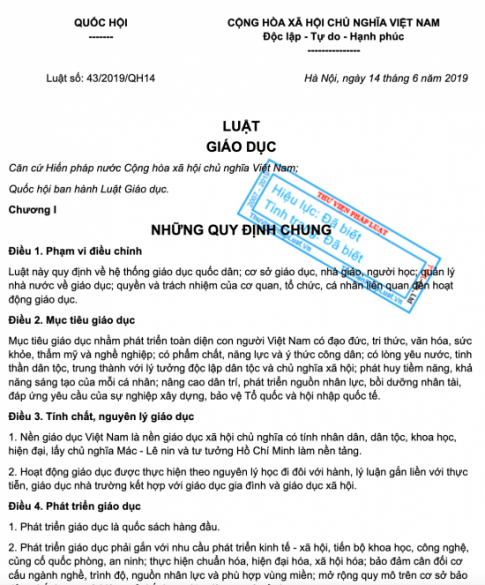 QUỐC HỘI
-------
CỘNG HÒA XÃ HỘI CHỦ NGHĨA VIỆT NAM
Độc lập - Tự do - Hạnh phúc
---------------
Luật số: 43/2019/QH14
Hà Nội, ngày 14 tháng 6 năm 2019
LUẬT
GIÁO DỤC
Căn cứ Hiến pháp nước Cộng hòa xã hội chủ nghĩa Việt Nam;
Quốc hội ban hành Luật Giáo dục.
2007 - 2019
THƯ VIỆN PHÁP LUẬT
Hiệu lực: Đã biết
Tình trạng: Đã biết
Chương I
NHỮNG QUY ĐỊNH CHUNG
Điều 1. Phạm vi điều chỉnh
Luật này quy định về hệ thống giáo dục quốc dân; cơ sở giáo dục, nhà giáo, người học; quản lý
nhà nước về giáo dục; quyền và trách nhiệm của cơ quan, tổ chức, cá nhân liên quan đến hoạt
động giáo dục.
Điều 2. Mục tiêu giáo dục
Mục tiêu giáo dục nhằm phát triển toàn diện con người Việt Nam có đạo đức, tri thức, văn hóa, sức
khỏe, thẩm mỹ và nghề nghiệp; có phẩm chất, năng lực và ý thức công dân; có lòng yêu nước, tinh
thần dân tộc, trung thành với lý tưởng độc lập dân tộc và chủ nghĩa xã hội; phát huy tiềm năng, khả
năng sáng tạo của mỗi cá nhân; nâng cao dân trí, phát triển nguồn nhân lực, bồi dưỡng nhân tài,
đáp ứng yêu cầu của sự nghiệp xây dựng, bảo vệ Tổ quốc và hội nhập quốc tế.
Điều 3. Tính chất, nguyên lý giáo dục
1. Nền giáo dục Việt Nam là nền giáo dục xã hội chủ nghĩa có tính nhân dân, dân tộc, khoa học,
hiện đại, lấy chủ nghĩa Mác - Lê nin và tư tưởng Hồ Chí Minh làm nền tảng.
2. Hoạt động giáo dục được thực hiện theo nguyên lý học đi đôi với hành, lý luận gắn liền với thực
tiễn, giáo dục nhà trường kết hợp với giáo dục gia đình và giáo dục xã hội.
Điều 4. Phát triển giáo dục
1. Phát triển giáo dục là quốc sách hàng đầu.
2. Phát triển giáo dục phải gắn với nhu cầu phát triển kinh tế - xã hội, tiến bộ khoa học, công nghệ,
củng cố quốc phòng, an ninh; thực hiện chuẩn hóa, hiện đại hóa, xã hội hóa; bảo đảm cân đối cơ
cấu ngành nghề, trình độ, nguồn nhân lực và phù hợp vùng miền; mở rộng quy mô trên cơ sở bảo